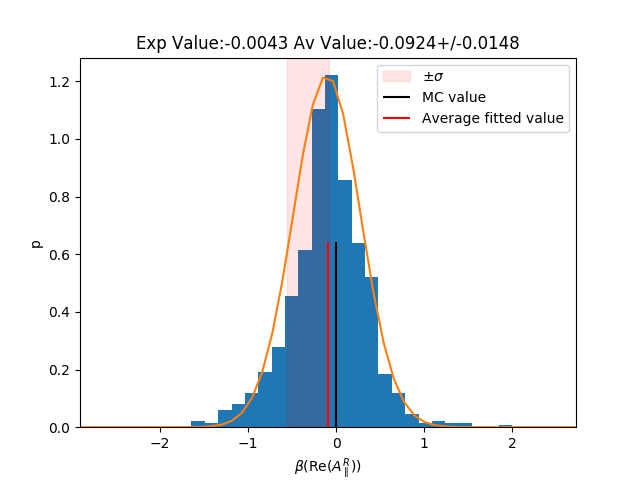 Exp Value:-0.0043 Av Value:-0.0924+/-0.0148
±σ
MC value
Average fitted value
1.2
1.0
0.8
0.6
0.4
0.2
0.0
p
−2 −1 0 1 2
β(Re(A_∥^R))